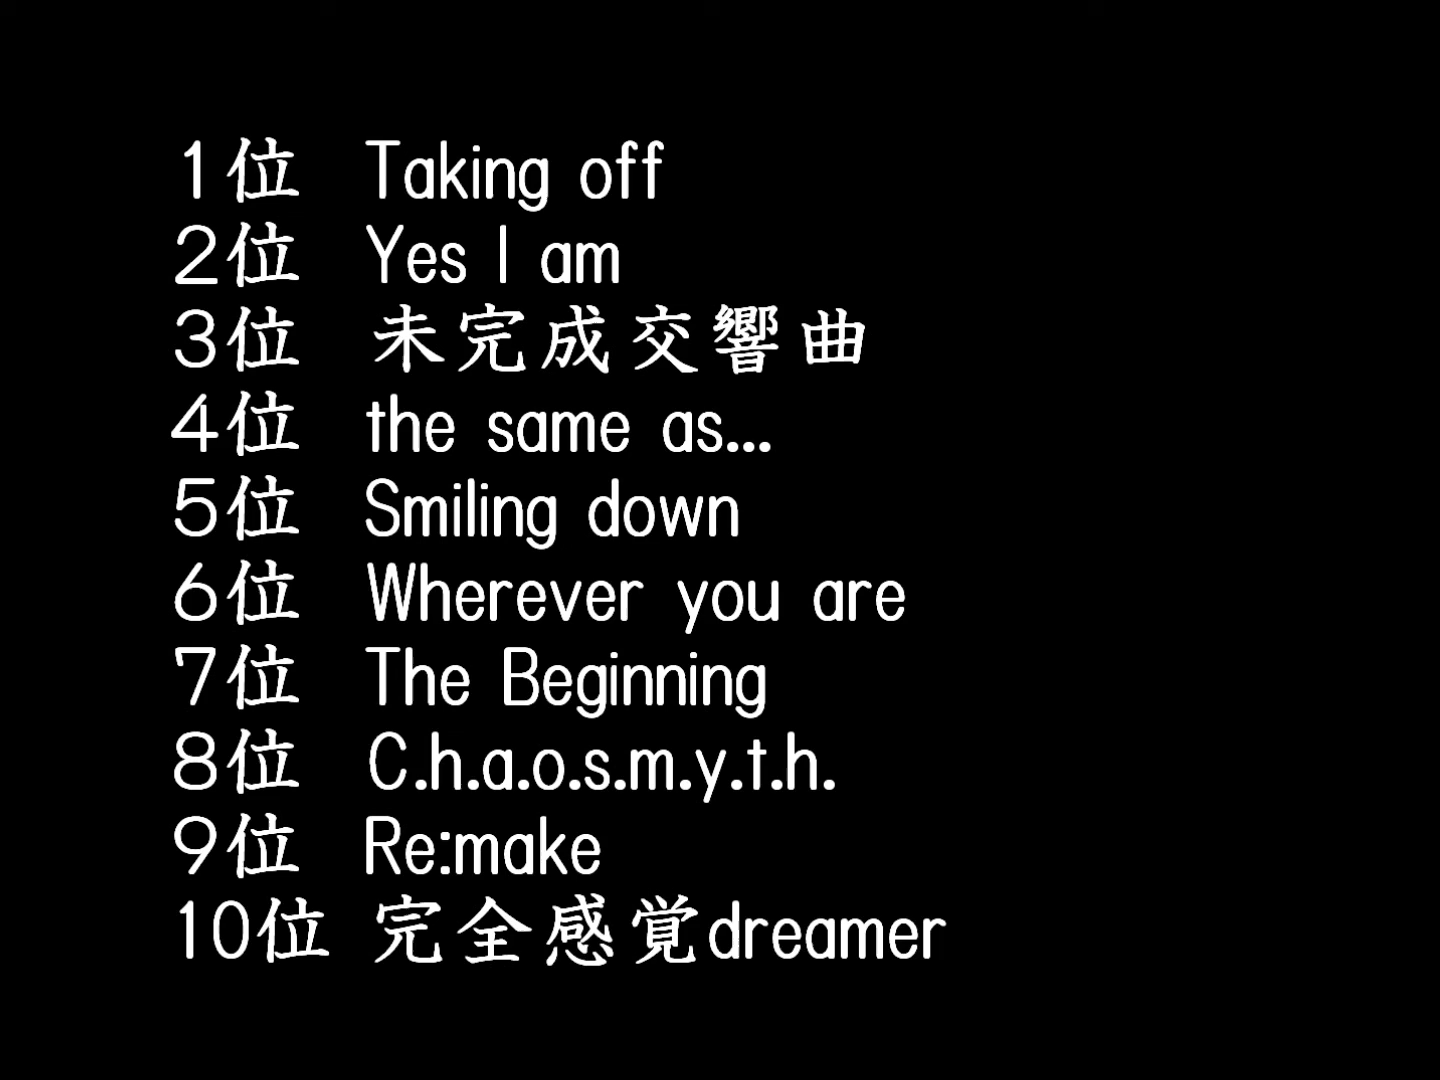 1位 Taking off
2位 Yes I am
3位 未完成交響曲
4位 the same as...
5位 Smiling down
6位 Wherever you are
7位 The Beginning
8位 C.h.a.o.s.m.y.t.h.
9位 Re:make
10位 完全感覚dreamer